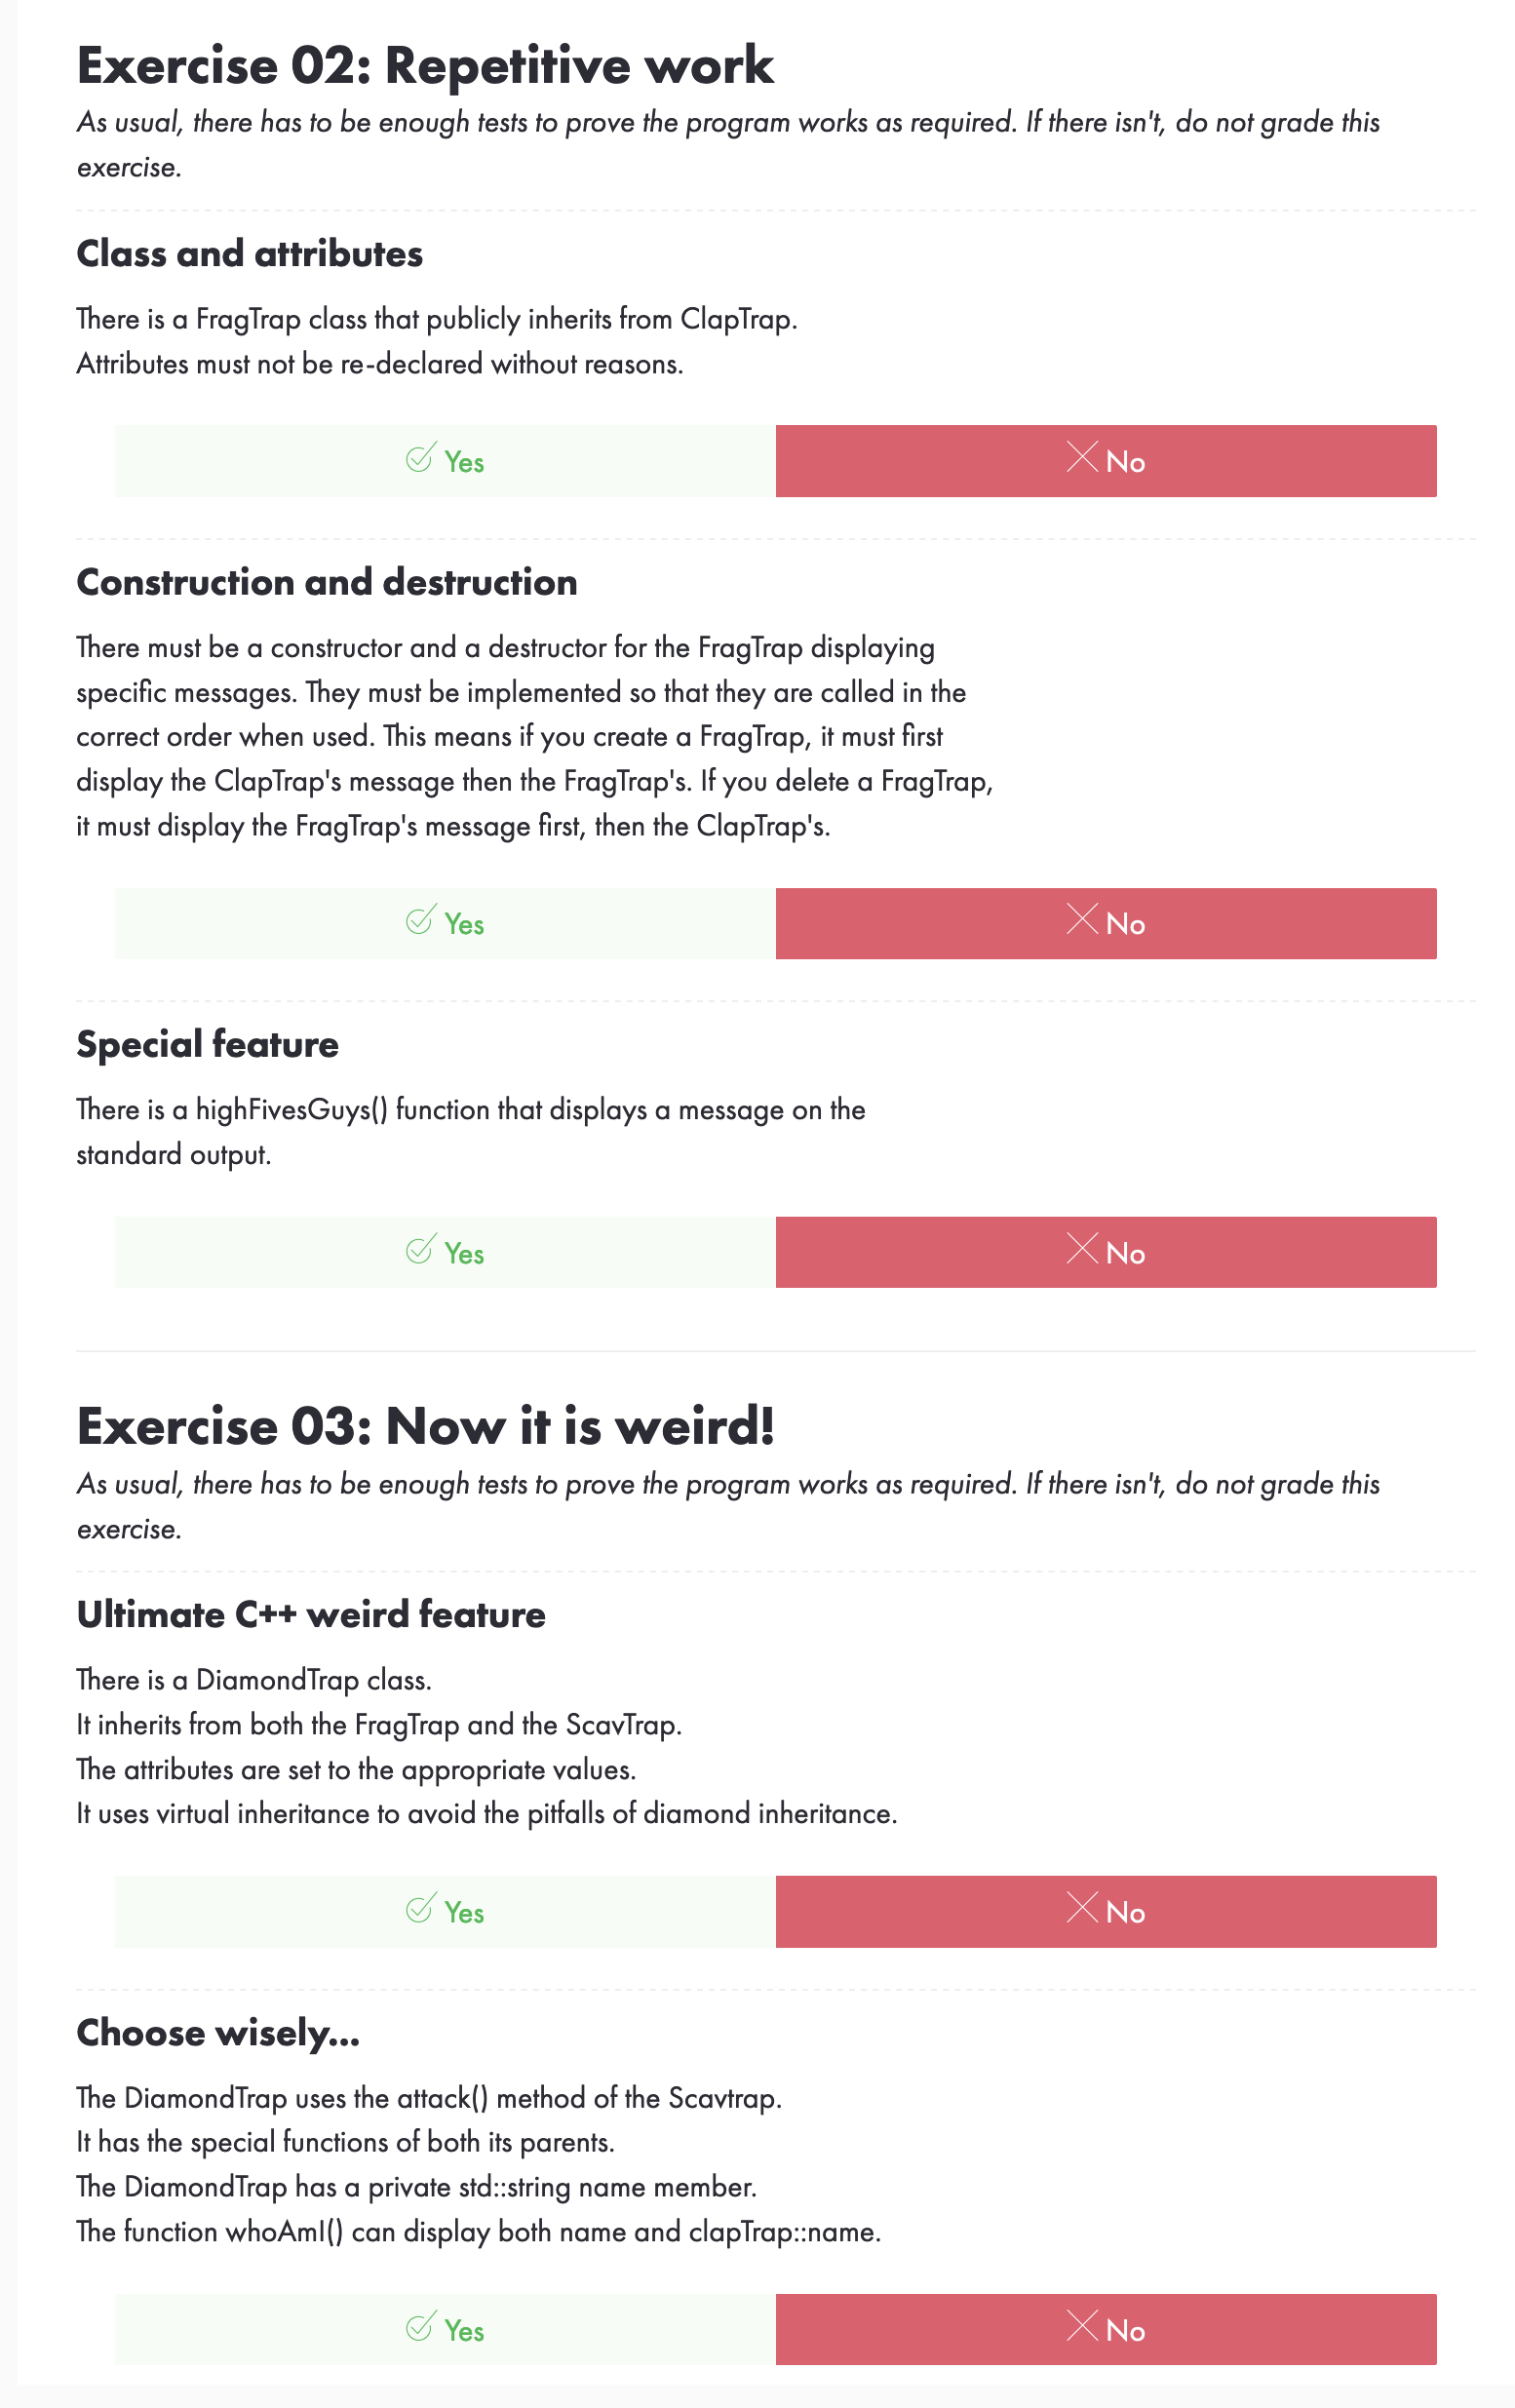 Exercise 02: Repetitive work
As usual, there has to be enough tests to prove the program works as required. If there isn't, do not grade this
exercise.
Class and attributes
There is a FragTrap class that publicly inherits from ClapTrap.
Attributes must not be re-declared without reasons.
Yes
No
Construction and destruction
There must be a constructor and a destructor for the FragTrap displaying
specific messages. They must be implemented so that they are called in the
correct order when used. This means if you create a FragTrap, it must first
display the ClapTrap's message then the FragTrap's. If you delete a FragTrap,
it must display the FragTrap's message first, then the ClapTrap's.
Yes
No
Special feature
There is a highFivesGuys() function that displays a message on the
standard output.
Yes
No
Exercise 03: Now it is weird!
As usual, there has to be enough tests to prove the program works as required. If there isn't, do not grade this
exercise.
Ultimate C++ weird feature
There is a DiamondTrap class.
It inherits from both the FragTrap and the ScavTrap.
The attributes are set to the appropriate values.
It uses virtual inheritance to avoid the pitfalls of diamond inheritance.
Yes
No
Choose wisely...
The DiamondTrap uses the attack() method of the Scavtrap.
It has the special functions of both its parents.
The DiamondTrap has a private std::string name member.
The function whoAmI() can display both name and clapTrap::name.
Yes
No